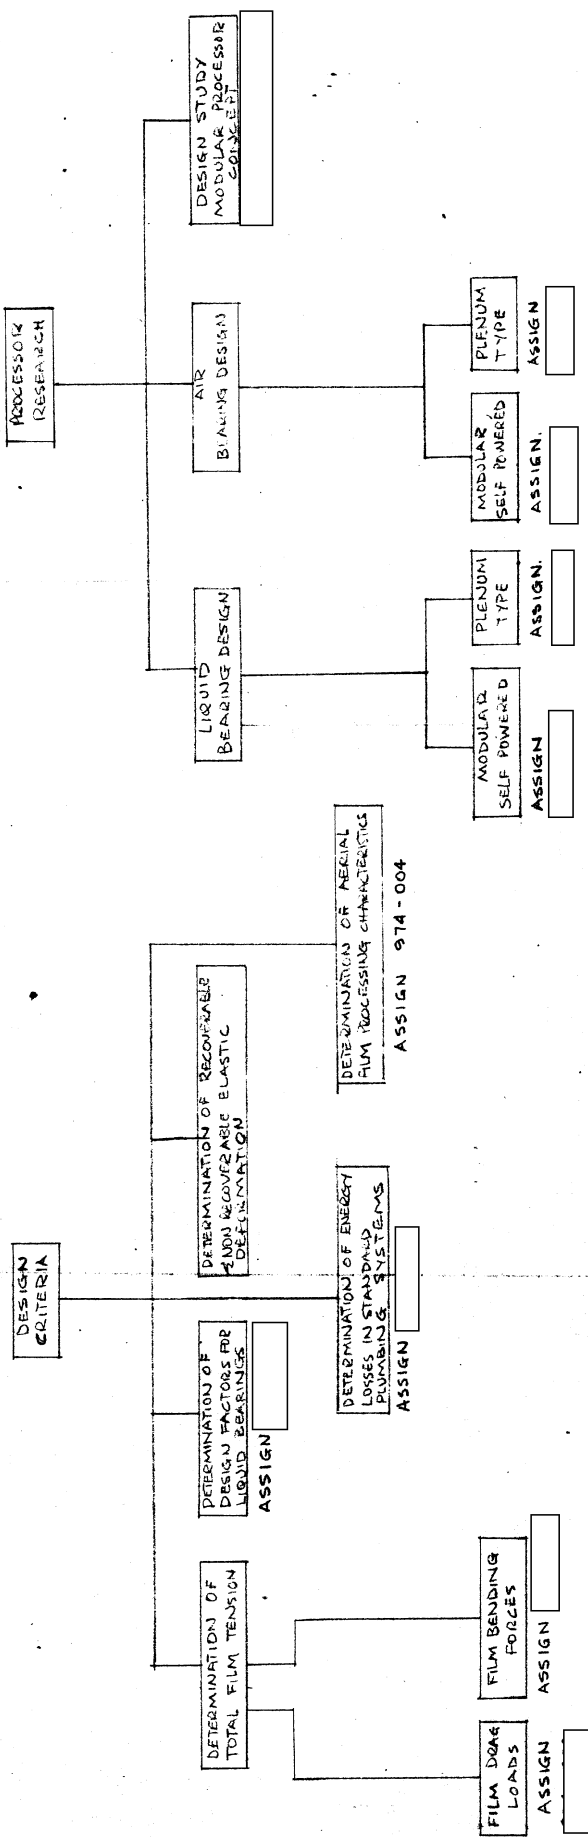 DESIGN
CRITERIA
DETERMINATION OF
TOTAL FILM TENSION
DETERMINATION OF
DESIGN FACTORS FOR
LIQUID BEARINGS
ASSIGN
DETERMINATION OF RECOVERABLE
& NON RECOVERABLE ELASTIC
DEFORMATION
FILM DRAG
LOADS
ASSIGN
FILM BENDING
FORCES
ASSIGN
DETERMINATION OF ENERGY
LOSSES IN STANDARD
PLUMBING SYSTEMS
ASSIGN
DETERMINATION OF AERIAL
FILM PROCESSING CHARACTERISTICS
ASSIGN 974-004
PROCESSOR
RESEARCH
LIQUID
BEARING DESIGN
AIR
BEARING DESIGN
DESIGN STUDY
MODULAR PROCESSOR
CONCEPT
MODULAR
SELF POWERED
ASSIGN
PLENUM
TYPE
ASSIGN.
MODULAR
SELF POWERED
ASSIGN.
PLENUM
TYPE
ASSIGN